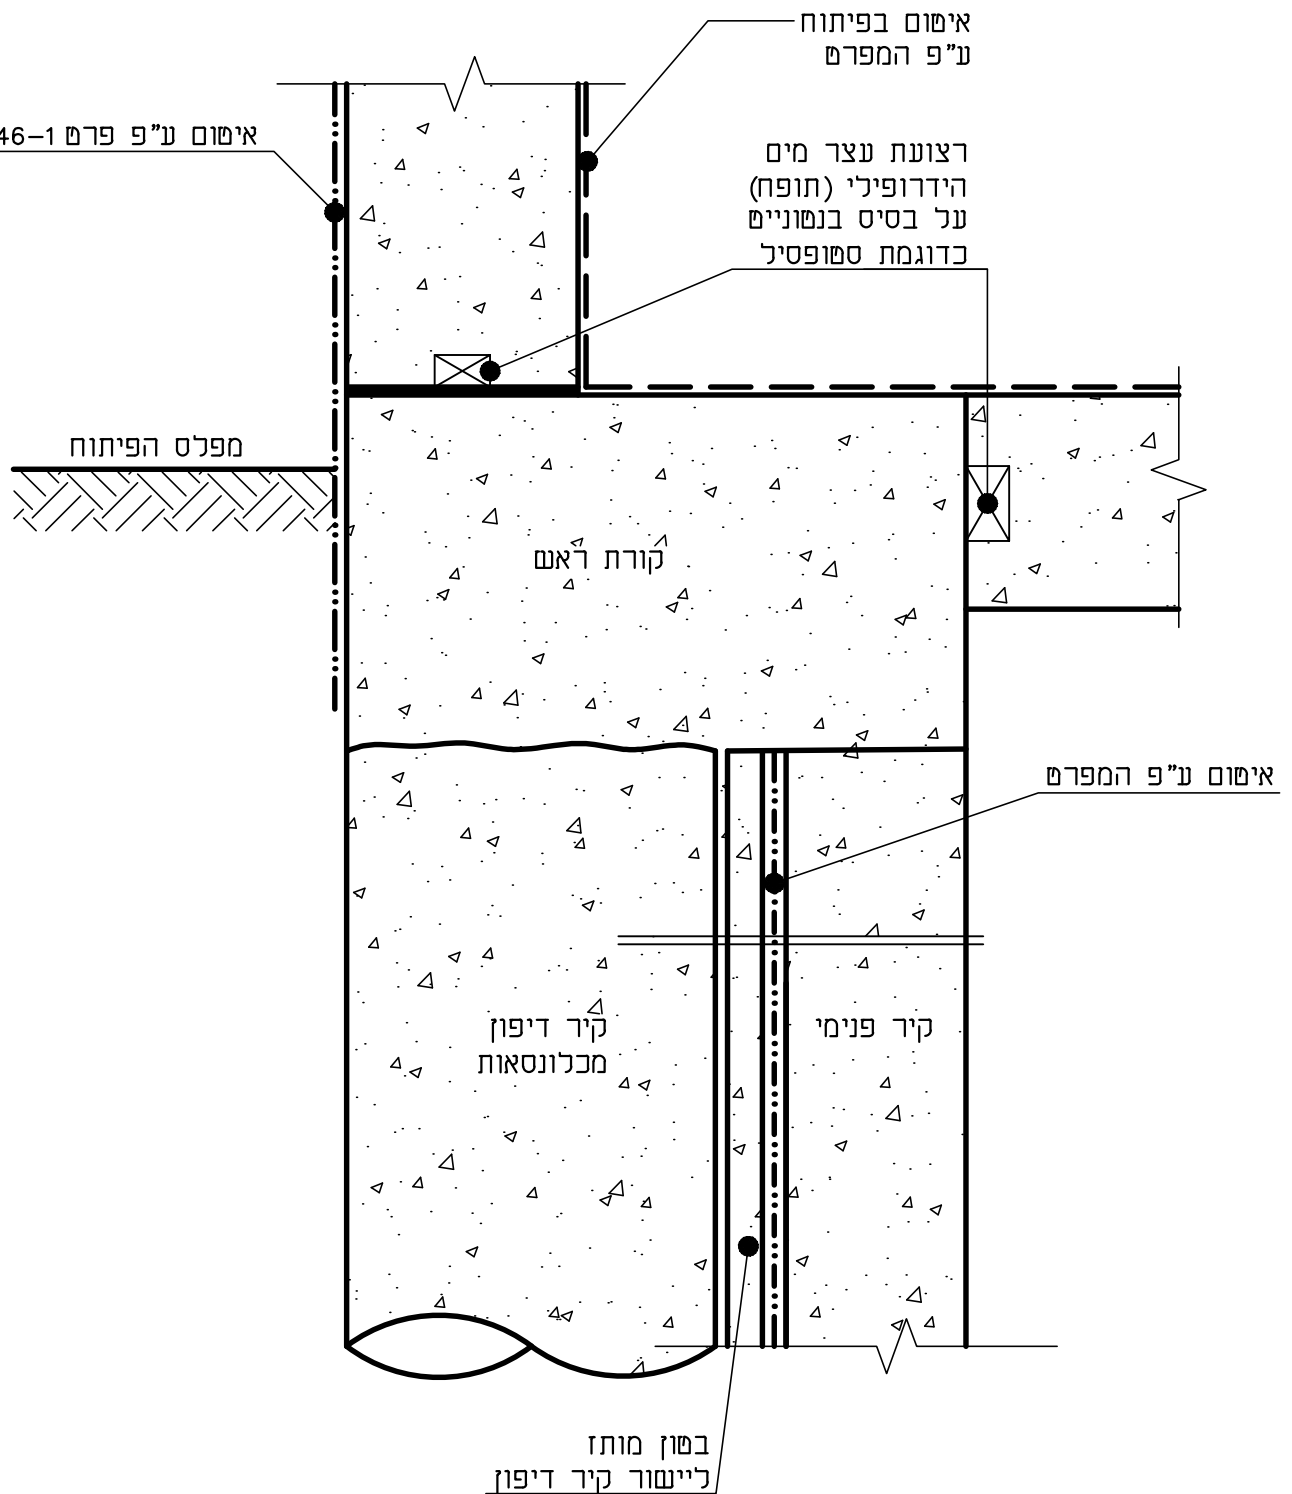 איטום בפיתוח
ע"פ המפרט
איטום ע"פ פרט 46-1
רצועת עצר מים
הידרופילי (תופח)
על בסיס בנטונייט
כדוגמת סטופסיל
מפלס הפיתוח
קורת ראש
איטום ע"פ המפרט
קיר דיפון
מכלונסאות
קיר פנימי
בטון מותז
ליישור קיר דיפון